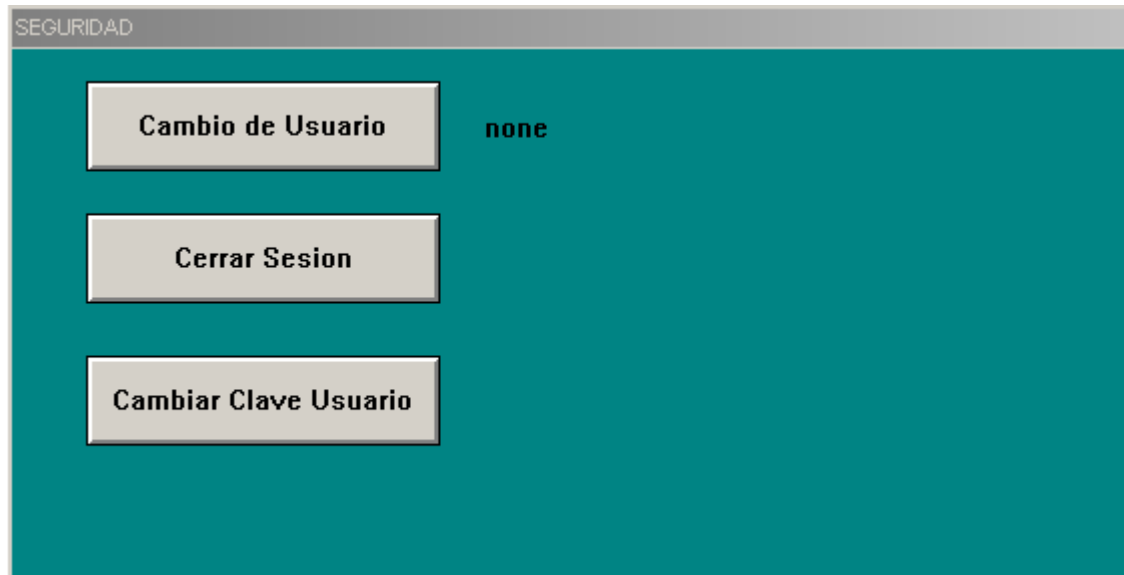 SEGURIDAD
Cambio de Usuario none
Cerrar Sesion
Cambiar Clave Usuario